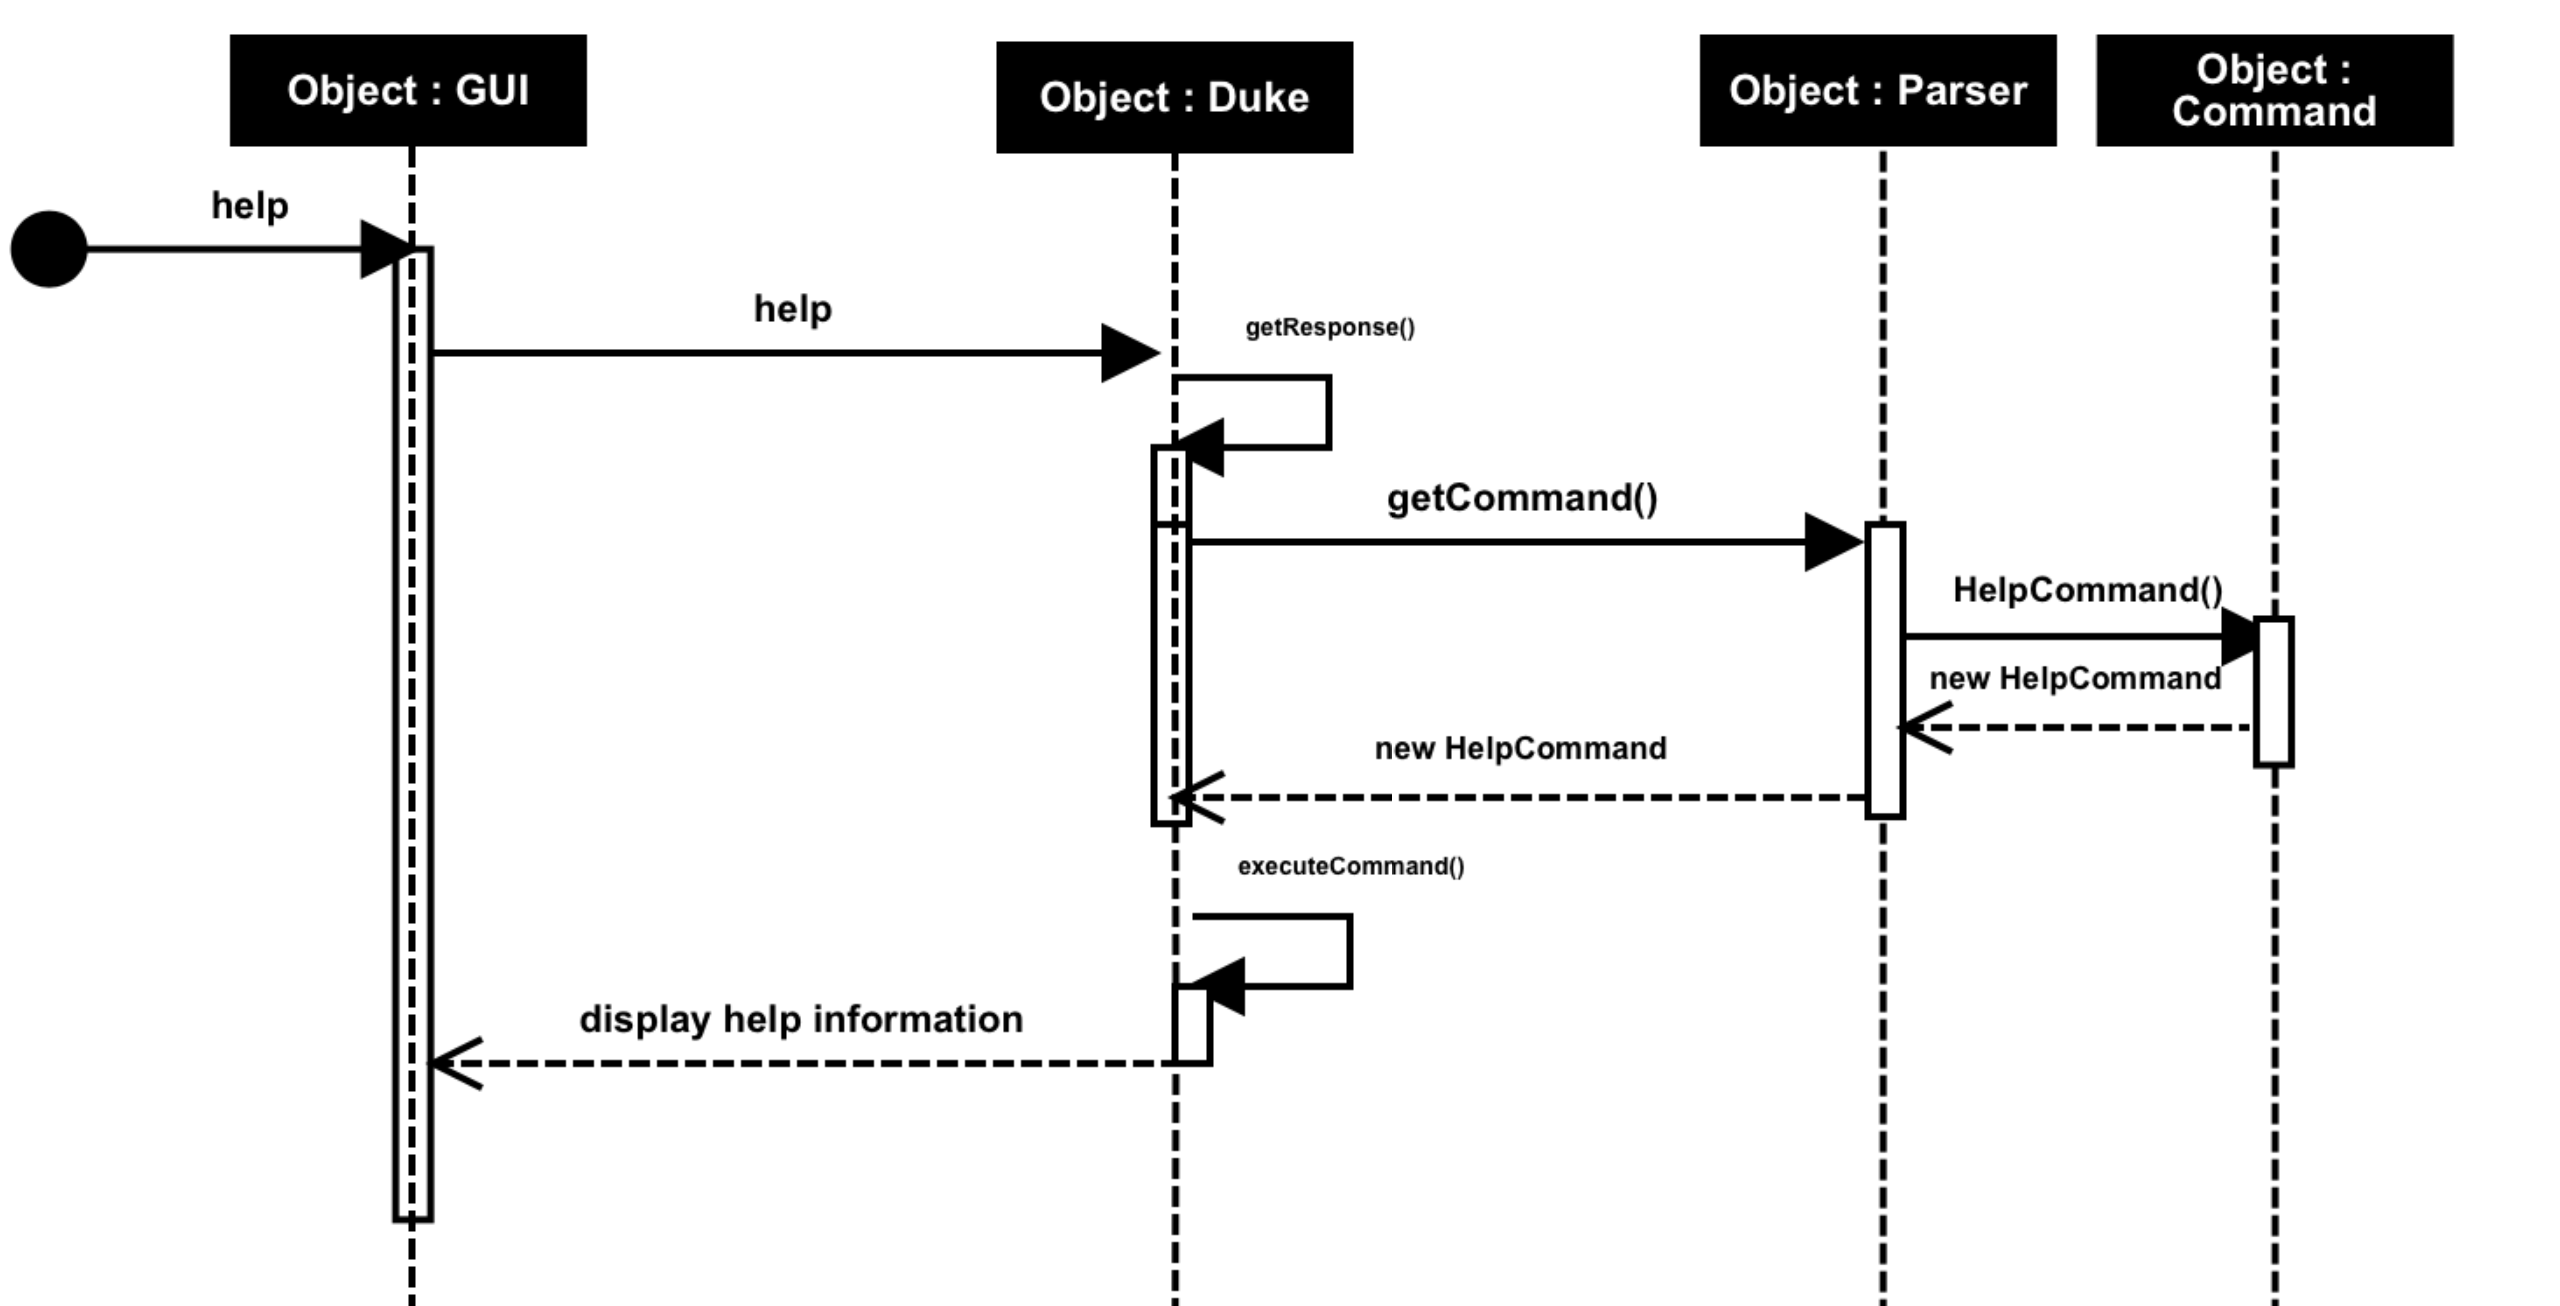 Object : GUI
Object : Duke
Object : Parser
Object :
Command
help
help
getResponse()
getCommand()
HelpCommand()
new HelpCommand
new HelpCommand
executeCommand()
display help information